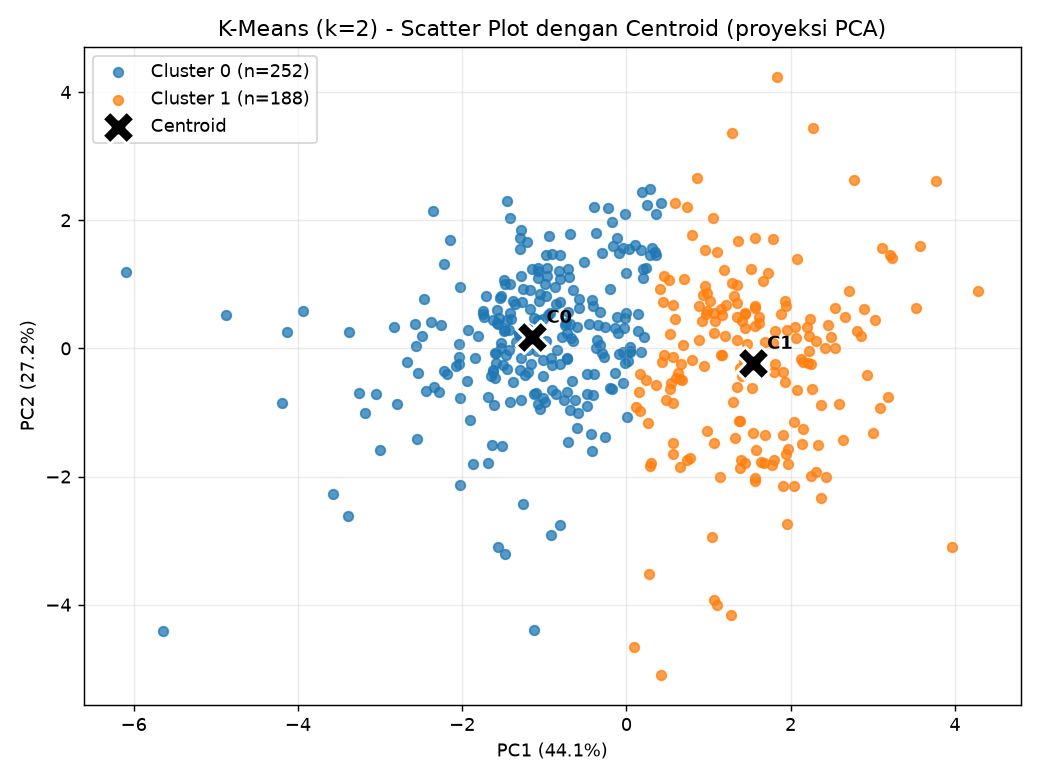 K-Means (k=2) - Scatter Plot dengan Centroid (proyeksi PCA)
Cluster 0 (n=252)
Cluster 1 (n=188)
Centroid
4
2
0
−2
−4
PC2 (27.2%)
C0
C1
−6
−4
−2
0
2
4
PC1 (44.1%)